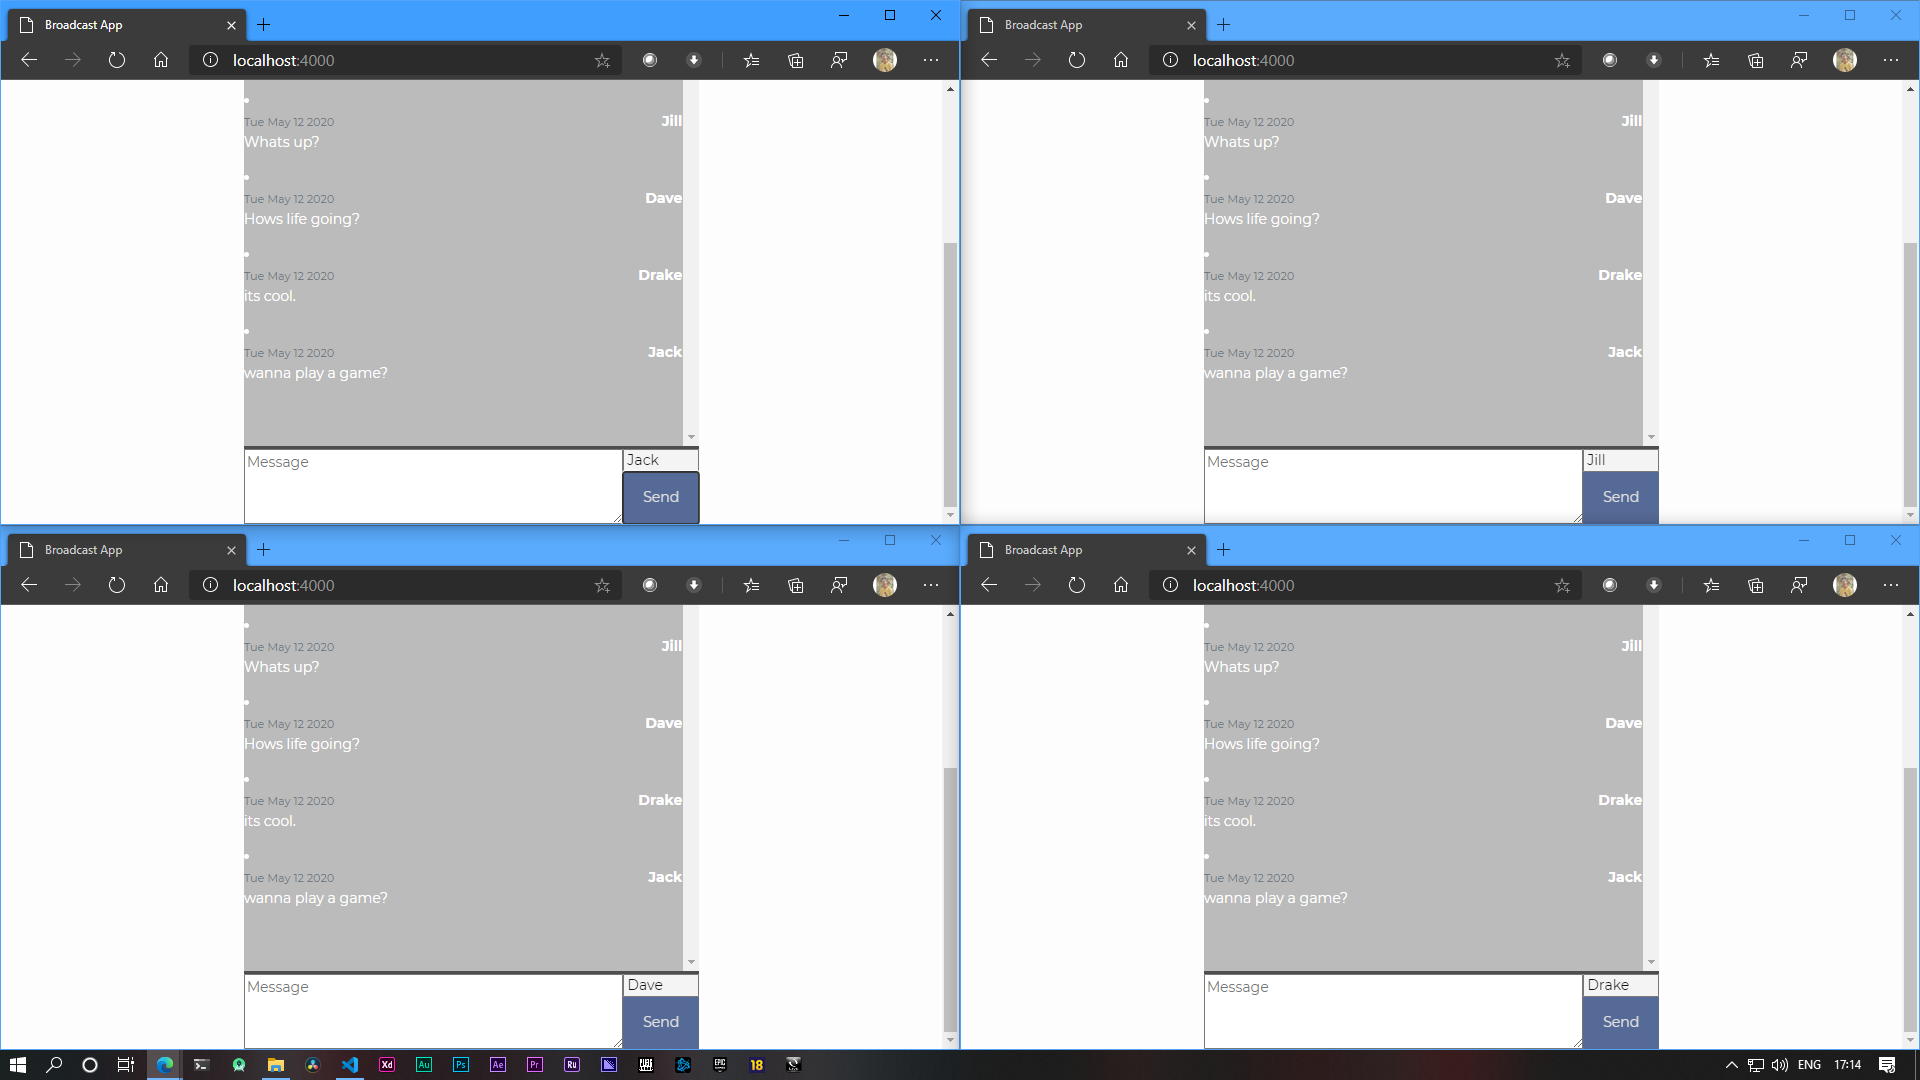 Broadcast App
localhost:4000
Tue May 12 2020 Jill
Whats up?
Tue May 12 2020 Dave
Hows life going?
Tue May 12 2020 Drake
its cool.
Tue May 12 2020 Jack
wanna play a game?
Message Jack
Send
Broadcast App
localhost:4000
Tue May 12 2020 Jill
Whats up?
Tue May 12 2020 Dave
Hows life going?
Tue May 12 2020 Drake
its cool.
Tue May 12 2020 Jack
wanna play a game?
Message Jill
Send
Broadcast App
localhost:4000
Tue May 12 2020 Jill
Whats up?
Tue May 12 2020 Dave
Hows life going?
Tue May 12 2020 Drake
its cool.
Tue May 12 2020 Jack
wanna play a game?
Message Dave
Send
Broadcast App
localhost:4000
Tue May 12 2020 Jill
Whats up?
Tue May 12 2020 Dave
Hows life going?
Tue May 12 2020 Drake
its cool.
Tue May 12 2020 Jack
wanna play a game?
Message Drake
Send
Xd Au Ps Ae Pr Ru EPIC 18 ENG 17:14